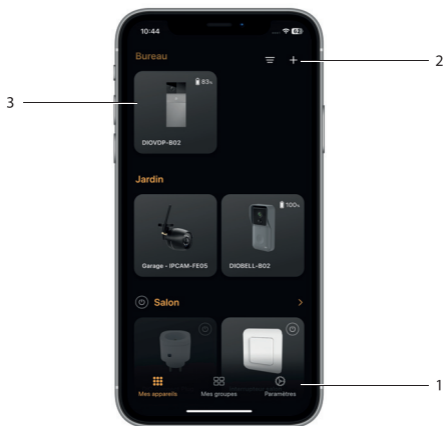 10:44
Bureau
2
3
83%
DIOVDP-B02
Jardin
100%
Garage - IPCAM-FE05
DIOBELL-B02
Salon
1
Mes appareils
Mes groupes
Paramètres